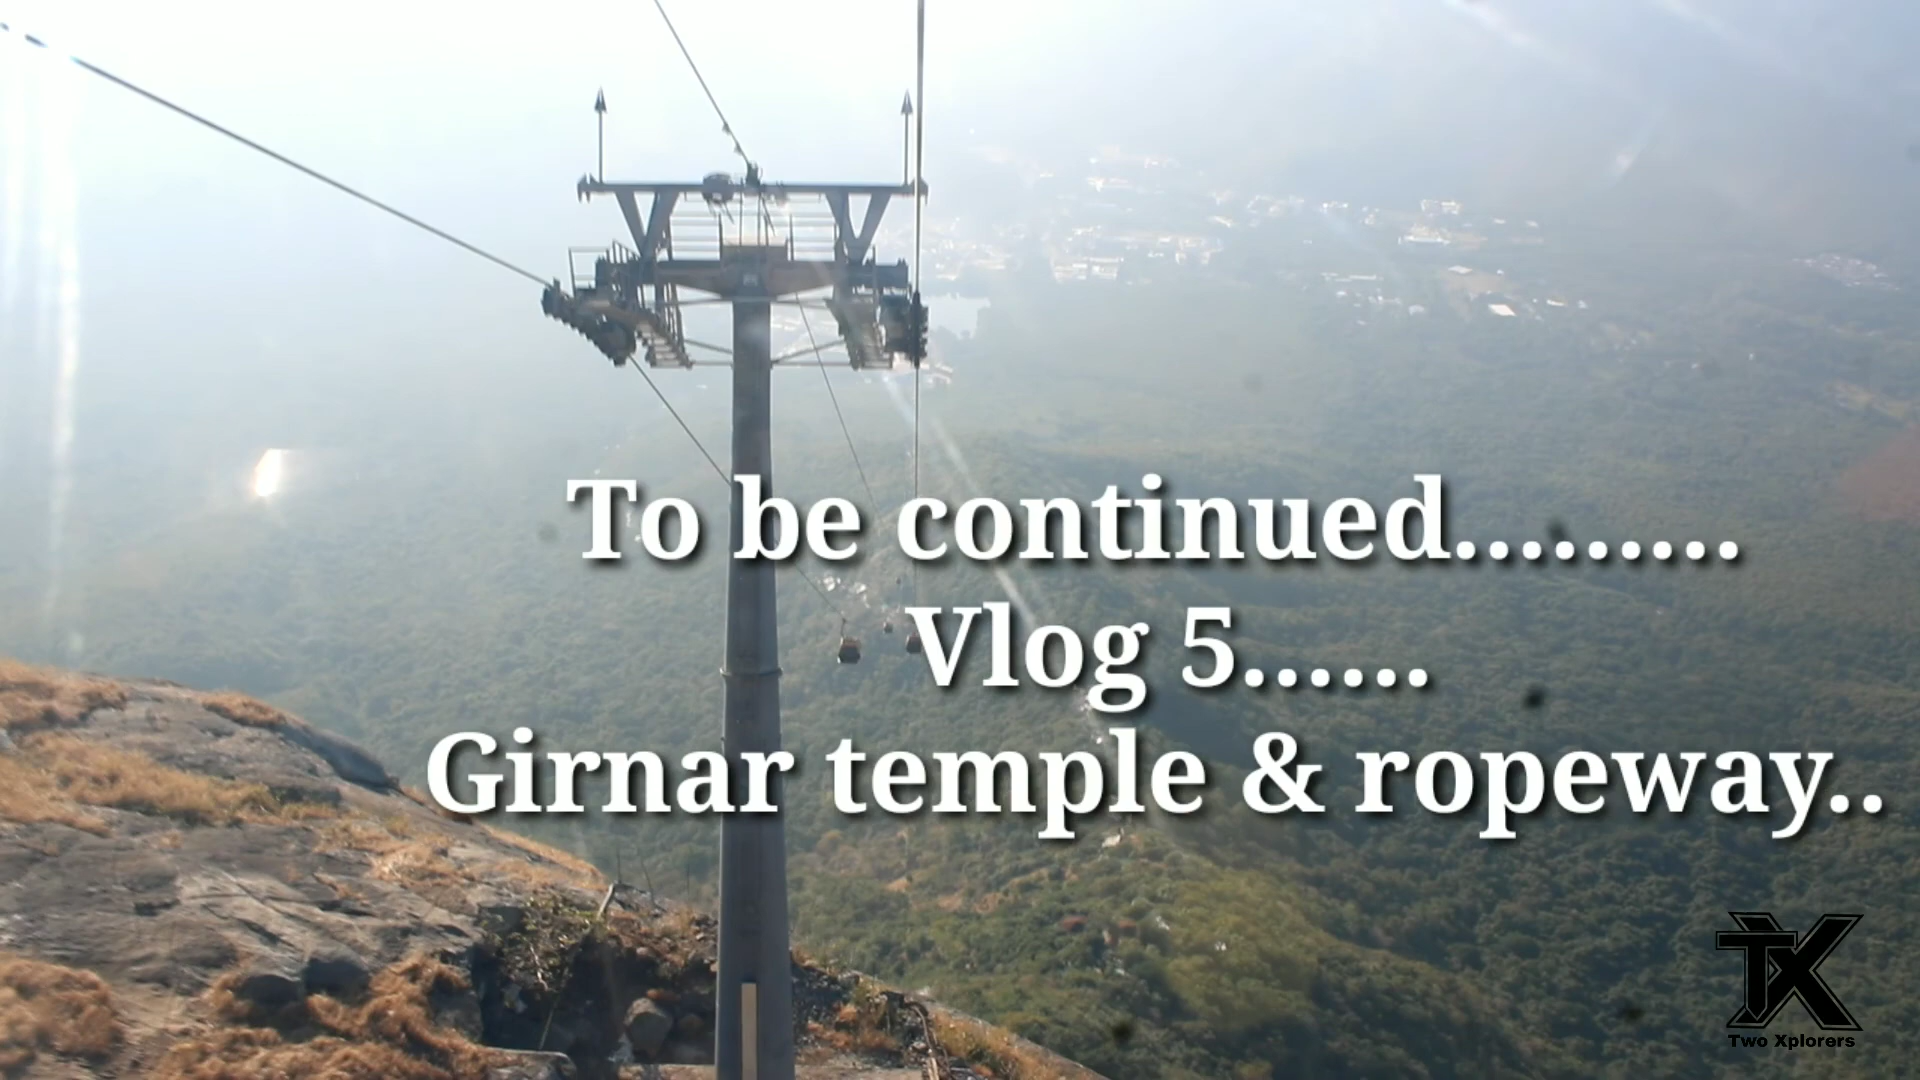 To be continued.........
Vlog 5......
Girnar temple & ropeway..
TX
Two Xplorers